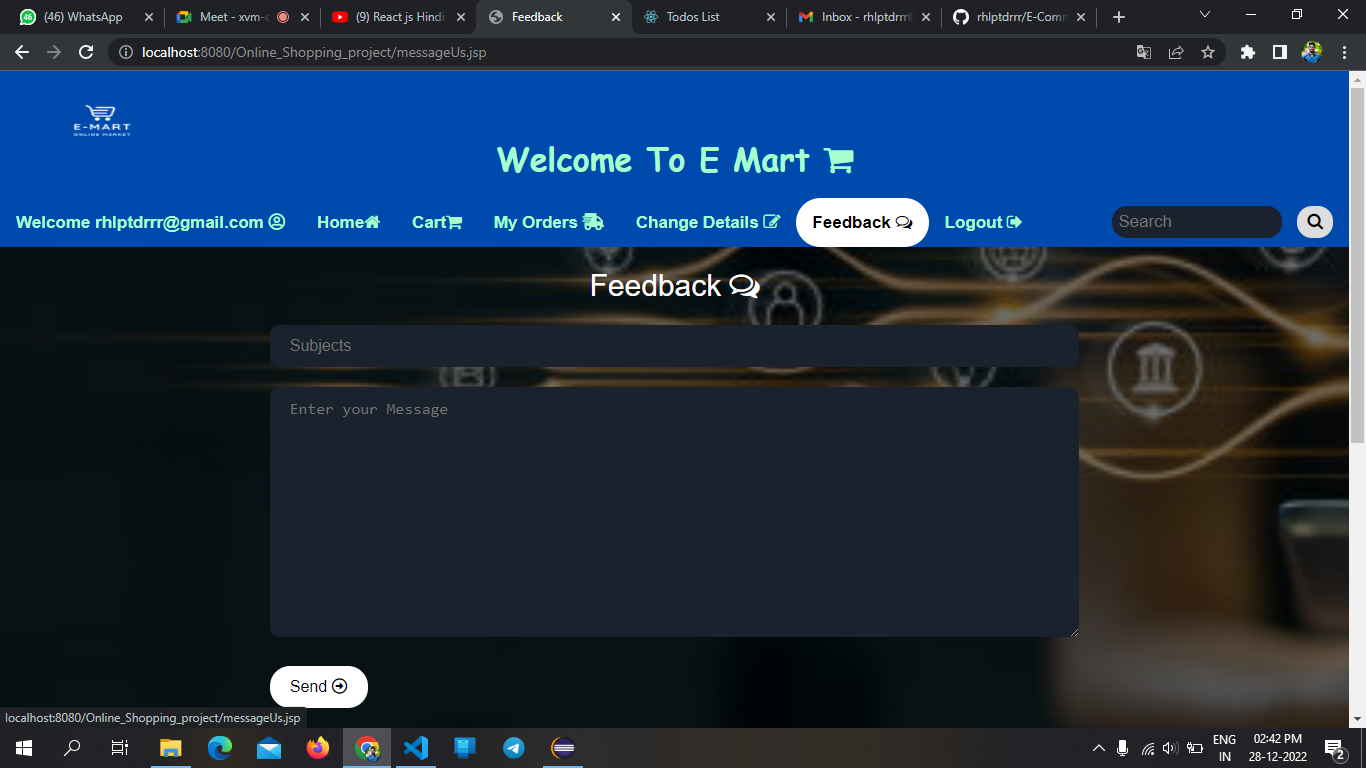 (46) WhatsApp
Meet - xvm-c
(9) React js Hindi
Feedback
Todos List
Inbox - rhlptdrrr@
rhlptdrrr/E-Comm
localhost:8080/Online_Shopping_project/messageUs.jsp
E-MART
ONLINE MARKET
Welcome To E Mart
Welcome rhlptdrrr@gmail.com Home Cart My Orders Change Details Feedback Logout Search
Feedback
Subjects
Enter your Message
Send
localhost:8080/Online_Shopping_project/messageUs.jsp
ENG
IN
02:42 PM
28-12-2022
2